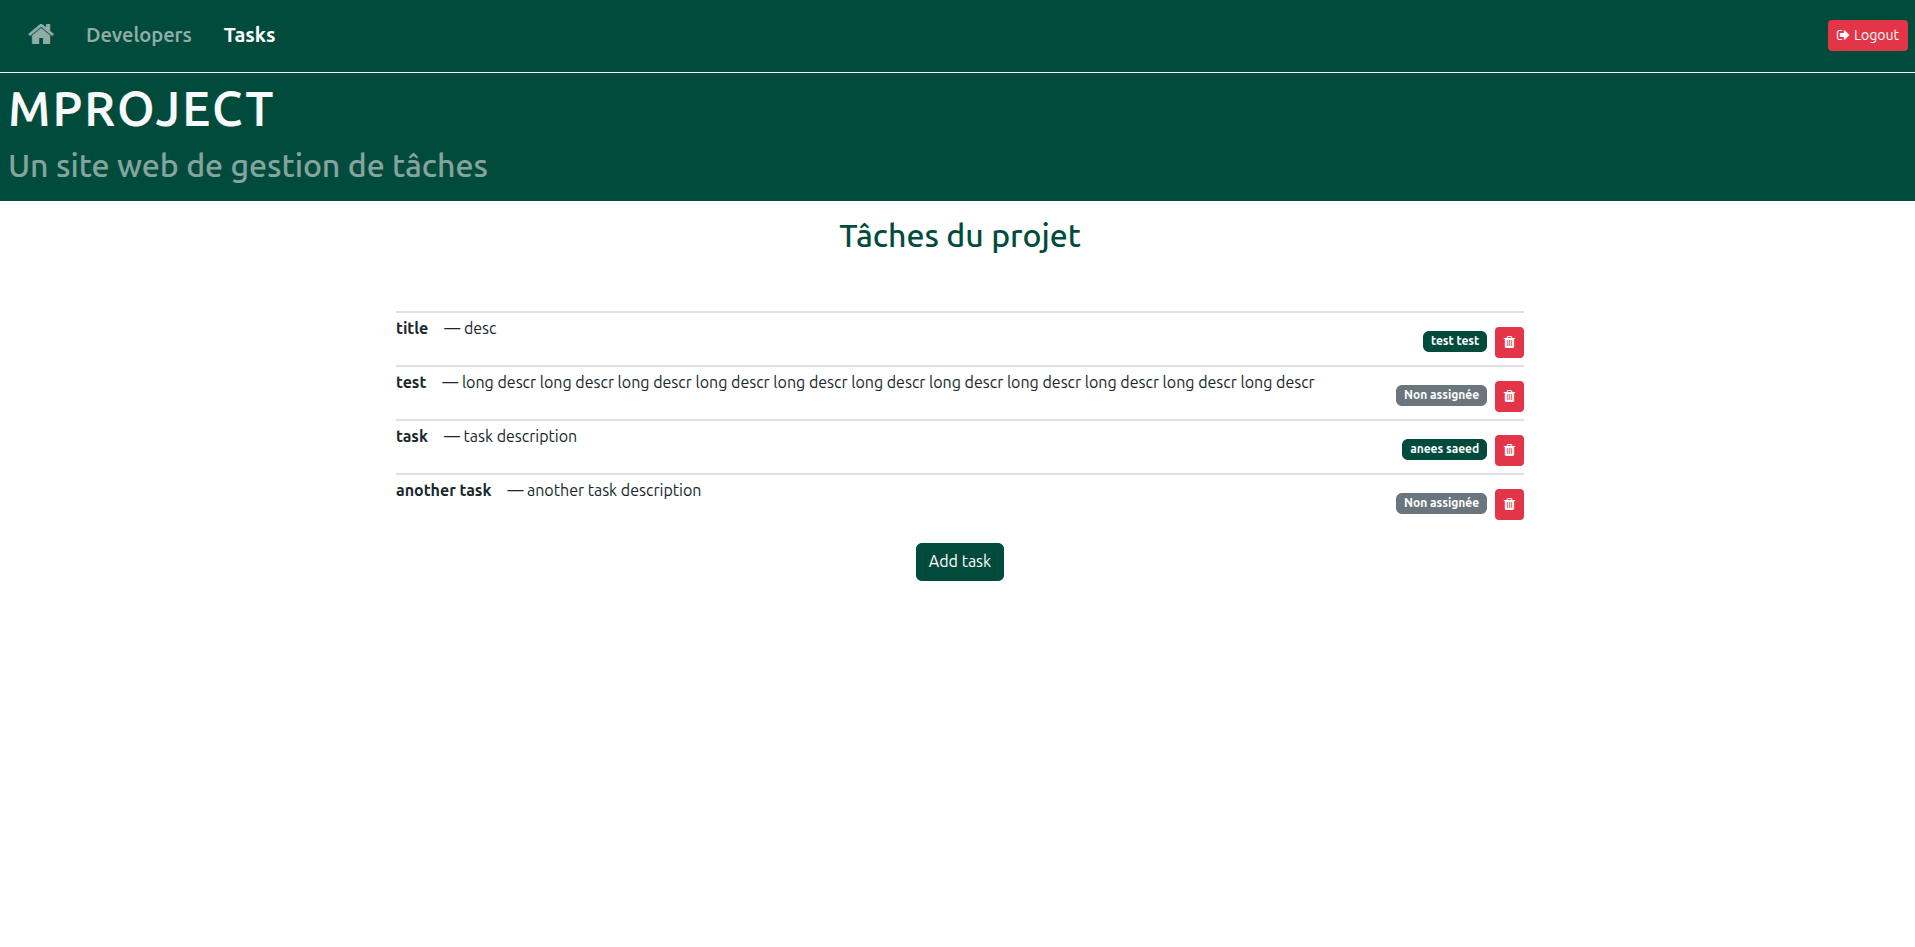 Developers Tasks Logout
MPROJECT
Un site web de gestion de tâches
Tâches du projet
title — desc test test
test — long descr long descr long descr long descr long descr long descr long descr long descr long descr long descr long descr Non assignée
task — task description anees saeed
another task — another task description Non assignée
Add task